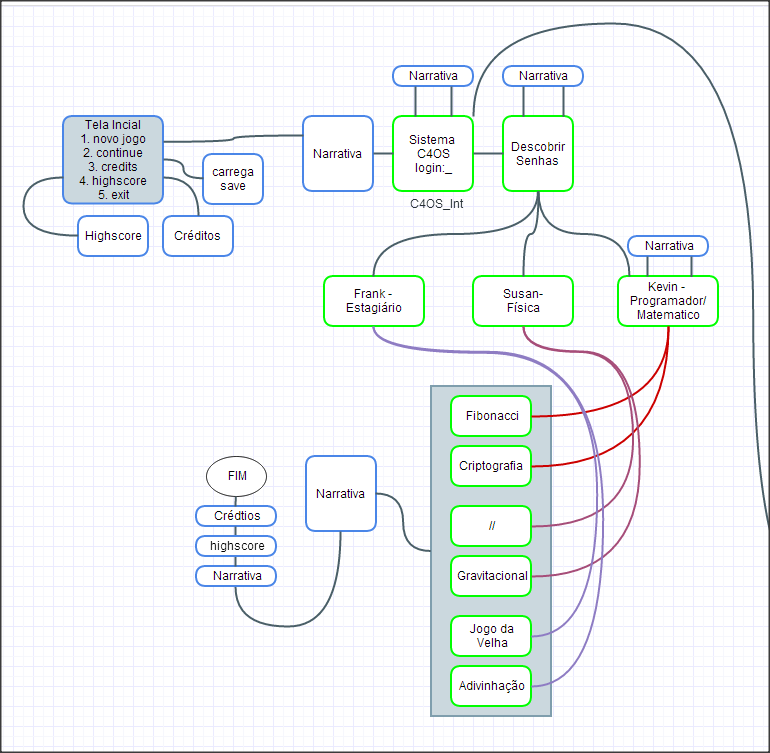 Narrativa
Narrativa
Tela Incial
1. novo jogo
2. continue
3. credits
4. highscore
5. exit
Narrativa
Sistema
C4OS
login:_
Descobrir
Senhas
carrega
save
C4OS_Int
Highscore
Créditos
Narrativa
Frank -
Estagiário
Susan-
Física
Kevin -
Programador/
Matematico
Fibonacci
Criptografia
//
Gravitacional
Jogo da
Velha
Adivinhação
Narrativa
FIM
Crédtios
highscore
Narrativa